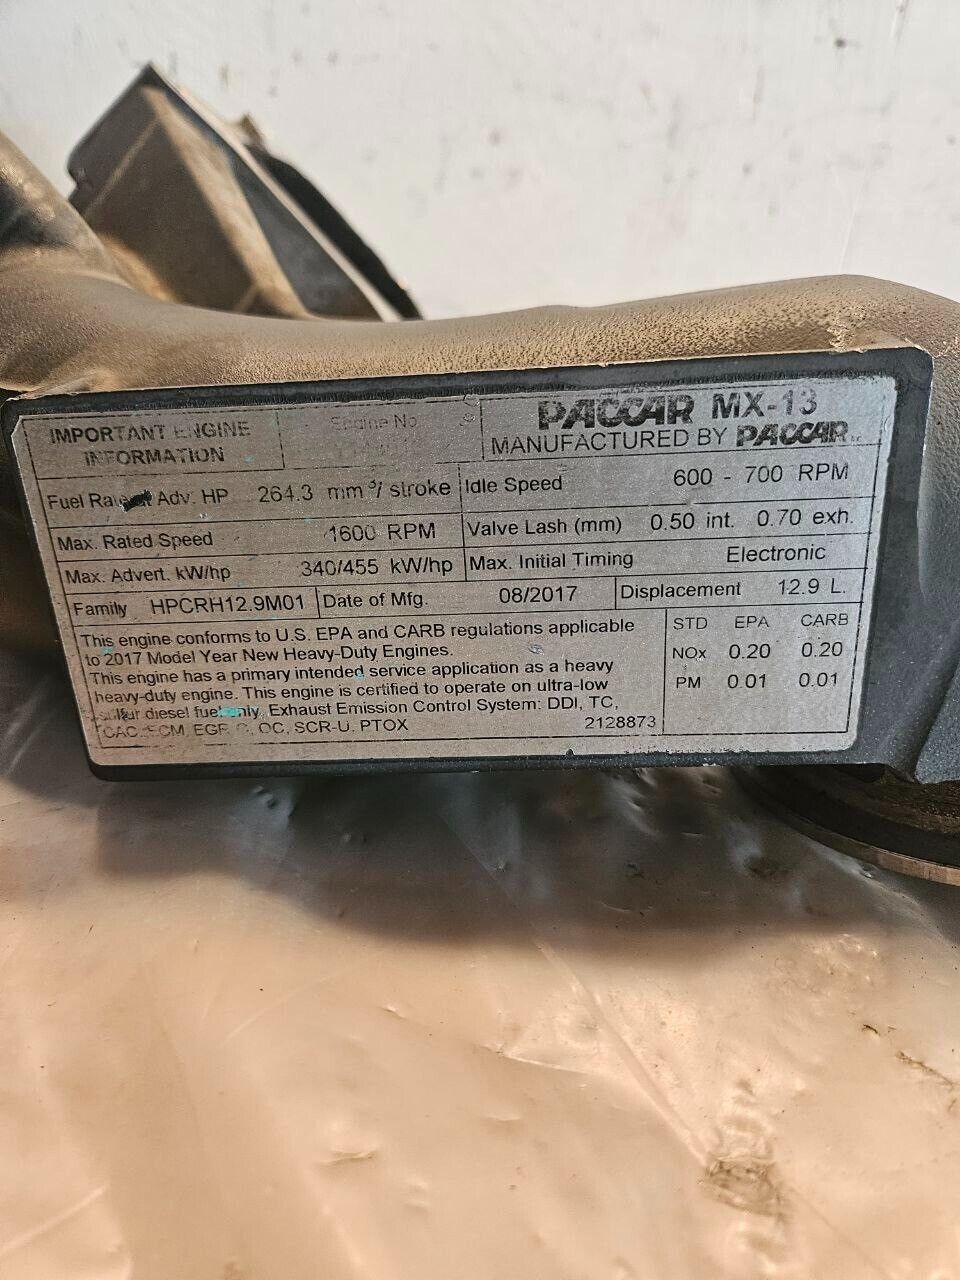 IMPORTANT ENGINE
INFORMATION
Engine No
PACCAR MX-13
MANUFACTURED BY PACCAR
Fuel Adv. HP 264.3 mm³/ stroke
Idle Speed 600 - 700 RPM
Max. Rated Speed 1600 RPM
Valve Lash (mm) 0.50 int. 0.70 exh.
Max. Advert. kW/hp 340/455 kW/hp
Max. Initial Timing Electronic
Family HPCRH12.9M01
Date of Mfg. 08/2017
Displacement 12.9 L.
This engine conforms to U.S. EPA and CARB regulations applicable
to 2017 Model Year New Heavy-Duty Engines.
This engine has a primary intended service application as a heavy
heavy-duty engine. This engine is certified to operate on ultra-low
sulfur diesel fuel only. Exhaust Emission Control System: DDI, TC,
CAC, ECM, EGR, OC, SCR-U, PTOX
2128873
STD EPA CARB
NOx 0.20 0.20
PM 0.01 0.01